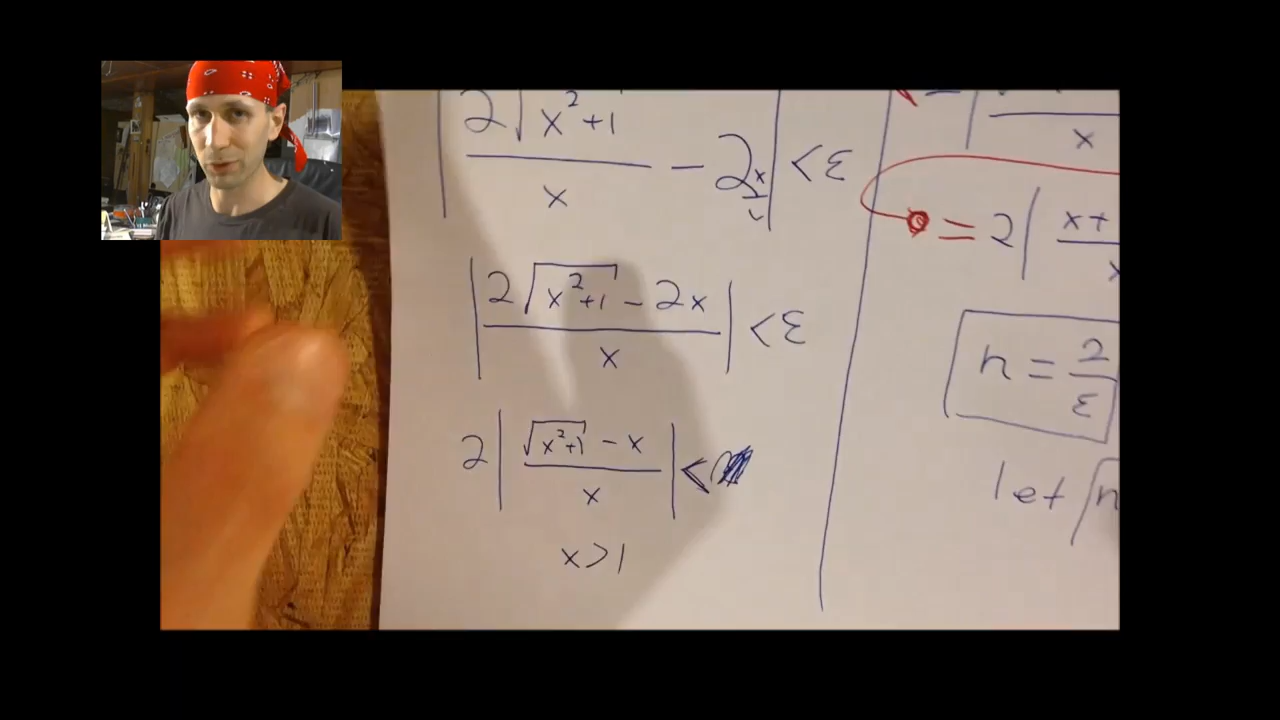 | 2√(x²+1) / x − 2 x/x | < ε
| (2√(x²+1) − 2x) / x | < ε
2 | (√(x²+1) − x) / x | <
x > 1
x
= 2 | x+
n = 2/ε
let n